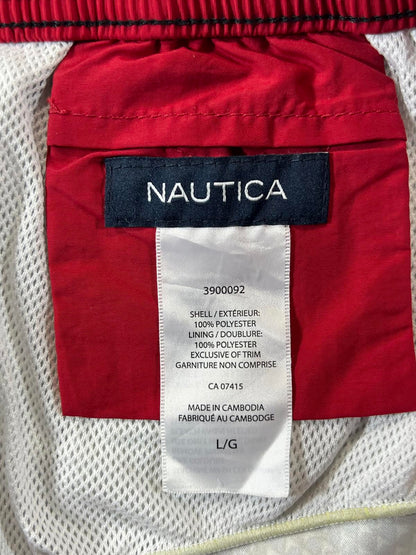 NAUTICA
3900092
SHELL / EXTÉRIEUR:
100% POLYESTER
LINING / DOUBLURE:
100% POLYESTER
EXCLUSIVE OF TRIM
GARNITURE NON COMPRISE
CA 07415
MADE IN CAMBODIA
FABRIQUÉ AU CAMBODGE
L/G